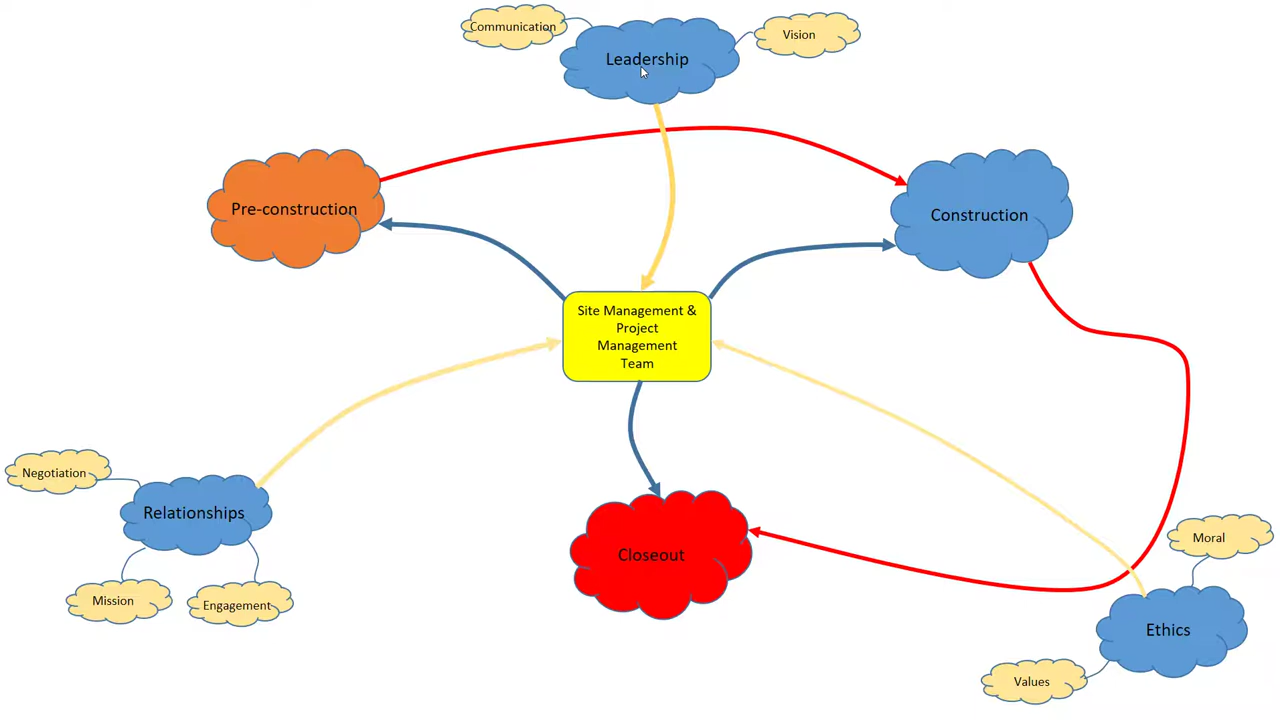 Communication
Vision
Leadership
Pre-construction
Construction
Site Management &
Project
Management
Team
Negotiation
Relationships
Mission
Engagement
Closeout
Moral
Ethics
Values